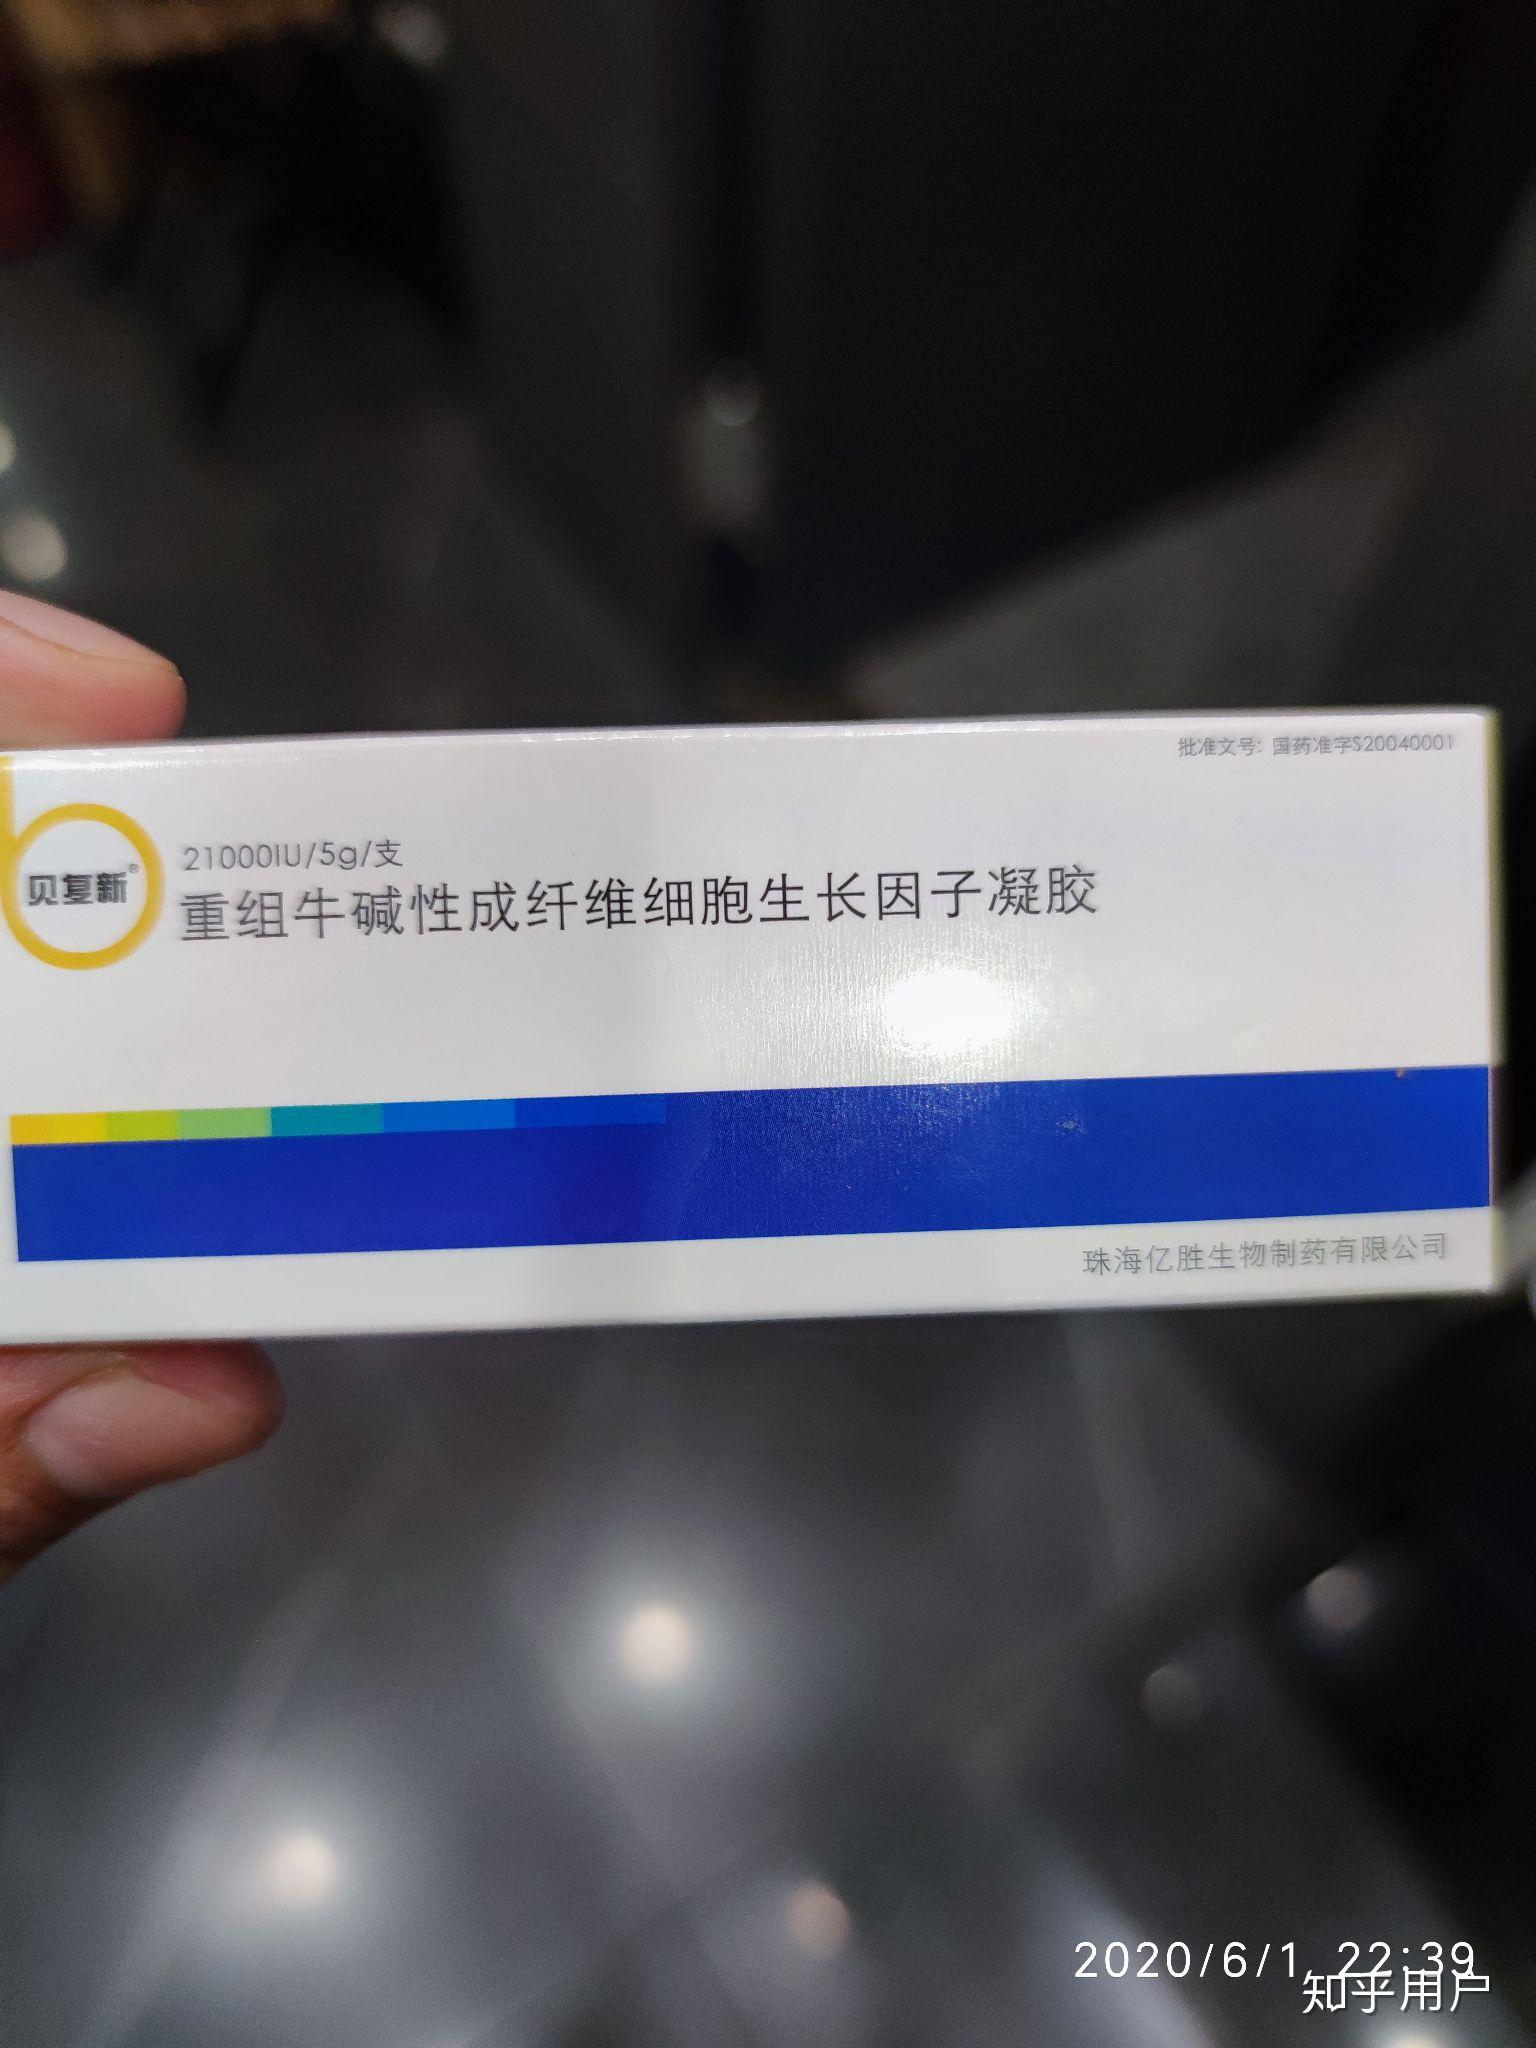 批准文号: 国药准字S20040001
贝复新®
21000IU/5g/支
重组牛碱性成纤维细胞生长因子凝胶
珠海亿胜生物制药有限公司
2020/6/1 22:39
知乎用户